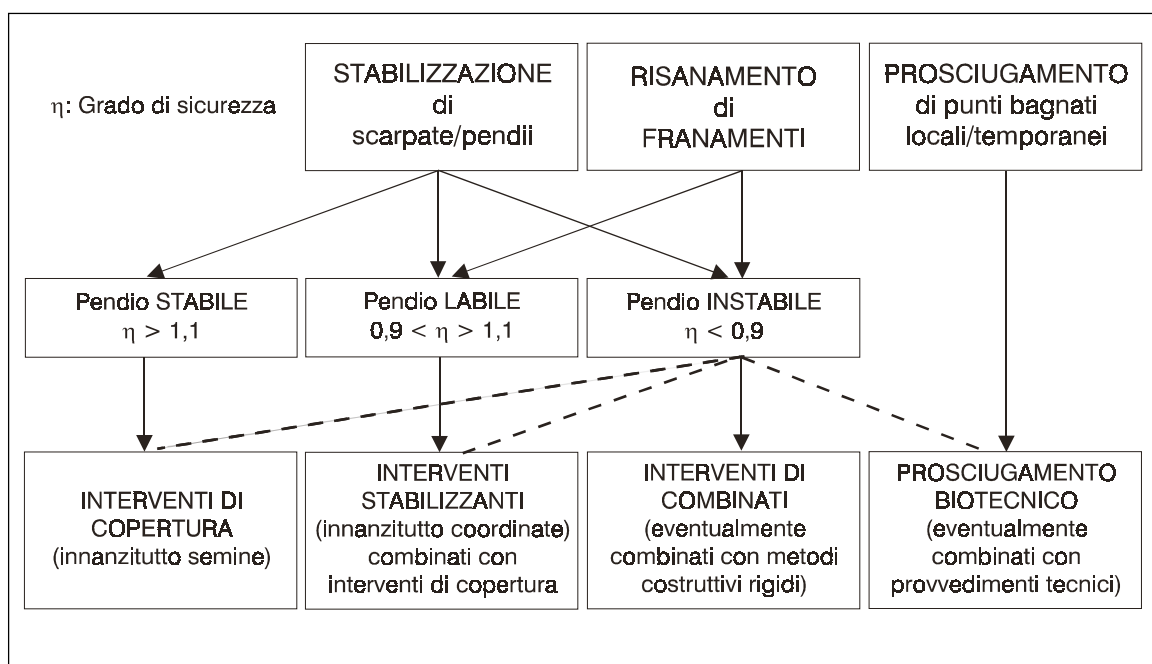 η: Grado di sicurezza
STABILIZZAZIONE
di
scarpate/pendii
RISANAMENTO
di
FRANAMENTI
PROSCIUGAMENTO
di punti bagnati
locali/temporanei
Pendio STABILE
η > 1,1
Pendio LABILE
0,9 < η > 1,1
Pendio INSTABILE
η < 0,9
INTERVENTI DI
COPERTURA
(innanzitutto semine)
INTERVENTI
STABILIZZANTI
(innanzitutto coordinate)
combinati con
interventi di copertura
INTERVENTI DI
COMBINATI
(eventualmente
combinati con metodi
costruttivi rigidi)
PROSCIUGAMENTO
BIOTECNICO
(eventualmente
combinati con
provvedimenti tecnici)